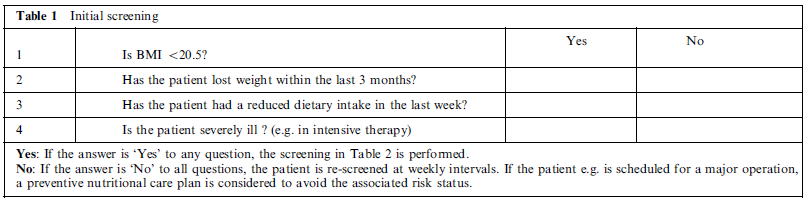 Table 1 Initial screening
Yes No
1 Is BMI <20.5?
2 Has the patient lost weight within the last 3 months?
3 Has the patient had a reduced dietary intake in the last week?
4 Is the patient severely ill ? (e.g. in intensive therapy)
Yes: If the answer is ‘Yes’ to any question, the screening in Table 2 is performed.
No: If the answer is ‘No’ to all questions, the patient is re-screened at weekly intervals. If the patient e.g. is scheduled for a major operation,
a preventive nutritional care plan is considered to avoid the associated risk status.